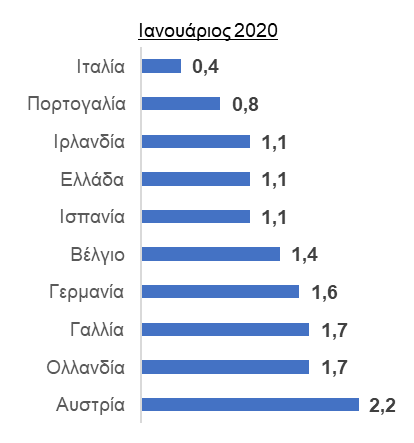 Ιανουάριος 2020
Ιταλία 0,4
Πορτογαλία 0,8
Ιρλανδία 1,1
Ελλάδα 1,1
Ισπανία 1,1
Βέλγιο 1,4
Γερμανία 1,6
Γαλλία 1,7
Ολλανδία 1,7
Αυστρία 2,2